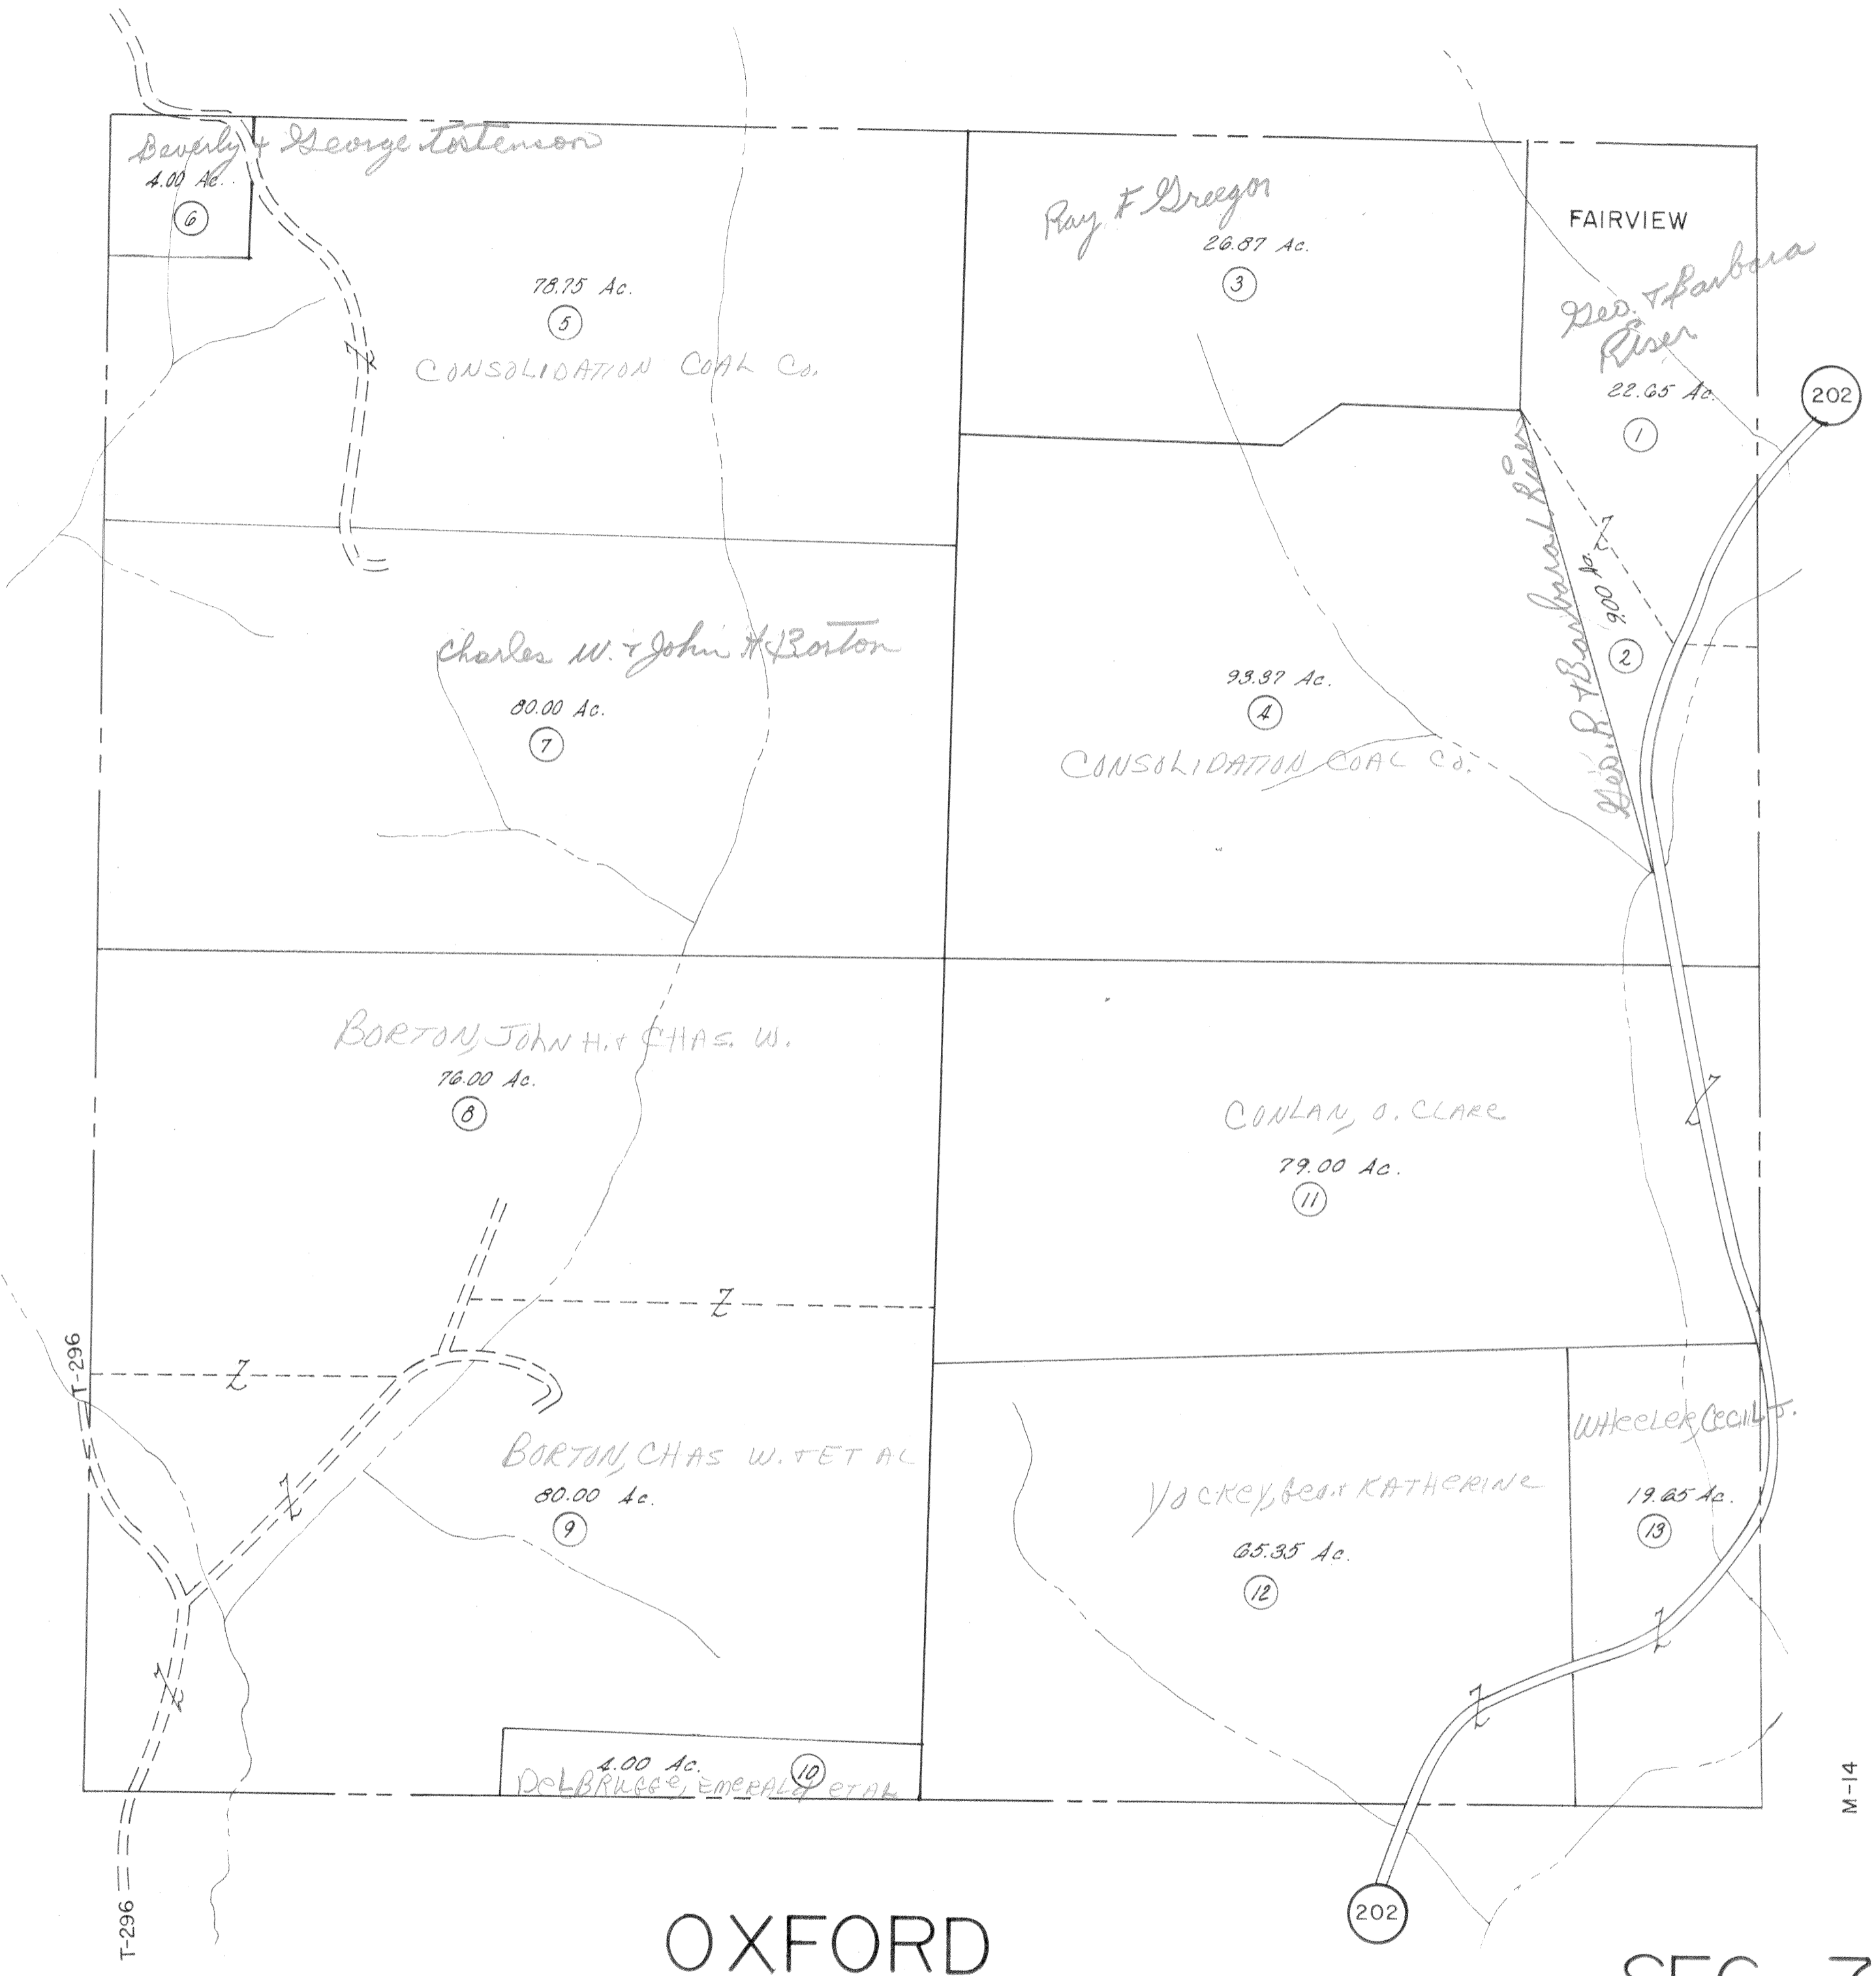 Beverly & George Tostenson
4.00 Ac.
6
78.75 Ac.
5
CONSOLIDATION COAL CO.
Ray F Greegor
26.87 Ac.
3
FAIRVIEW
Geo. & Barbara
Riser
22.65 Ac.
1
202
Geo. R & Barbara L Riser
9.00 Ac.
2
Z
Z
Charles W. & John H Borton
80.00 Ac.
7
93.37 Ac.
4
CONSOLIDATION COAL CO.
BORTON, JOHN H. & CHAS. W.
76.00 Ac.
8
CONLAN, O. CLARE
79.00 Ac.
11
Z
Z
Z
T-296
BORTON, CHAS W. & ET AL
80.00 Ac.
9
Z
Z
YOCKEY, Geo. & KATHERINE
65.35 Ac.
12
WHEELER, CECIL J.
19.65 Ac.
13
Z
Z
4.00 Ac.
10
DELBRUGGE, EMERALD ET AL
M-14
T-296
202
OXFORD
SEC 7